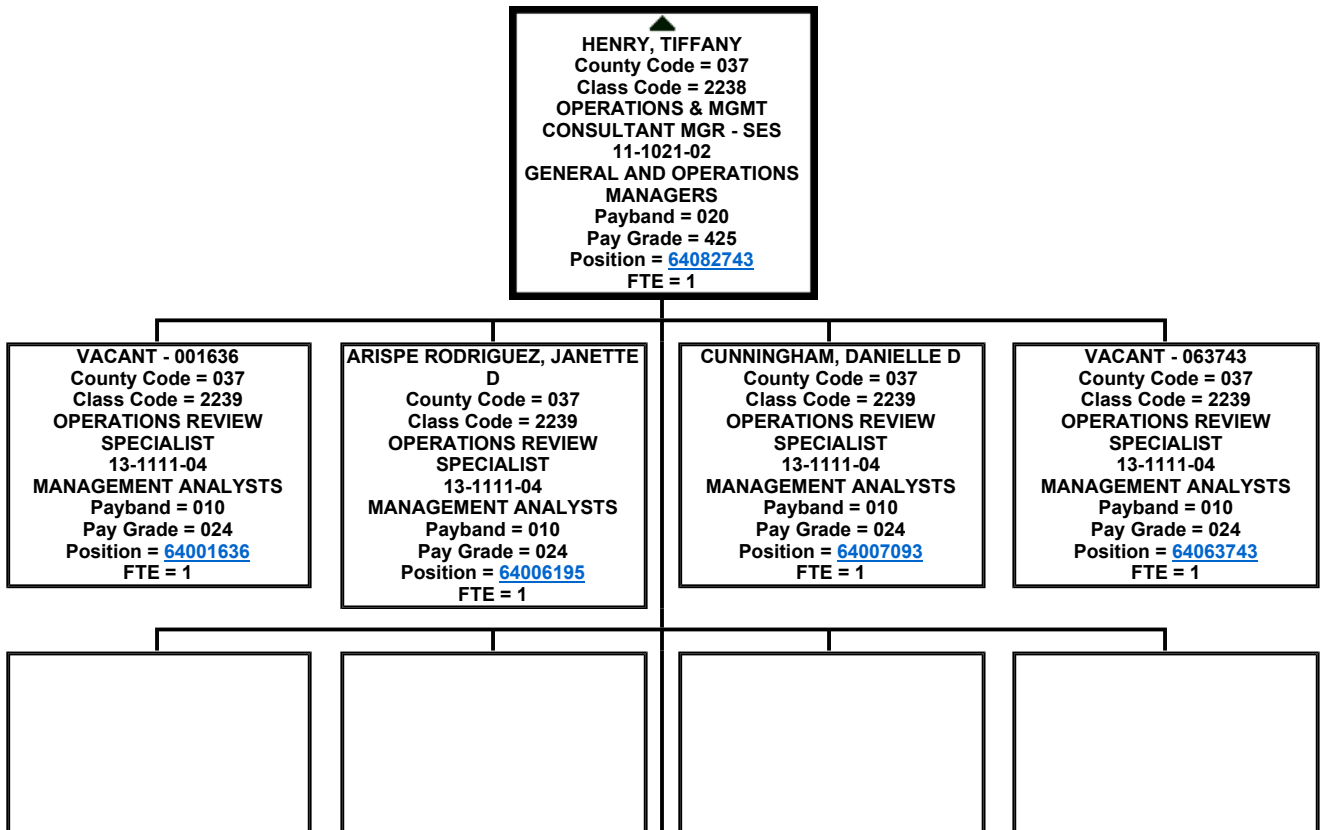 HENRY, TIFFANY
County Code = 037
Class Code = 2238
OPERATIONS & MGMT
CONSULTANT MGR - SES
11-1021-02
GENERAL AND OPERATIONS
MANAGERS
Payband = 020
Pay Grade = 425
Position = 64082743
FTE = 1
VACANT - 001636
County Code = 037
Class Code = 2239
OPERATIONS REVIEW
SPECIALIST
13-1111-04
MANAGEMENT ANALYSTS
Payband = 010
Pay Grade = 024
Position = 64001636
FTE = 1
ARISPE RODRIGUEZ, JANETTE
D
County Code = 037
Class Code = 2239
OPERATIONS REVIEW
SPECIALIST
13-1111-04
MANAGEMENT ANALYSTS
Payband = 010
Pay Grade = 024
Position = 64006195
FTE = 1
CUNNINGHAM, DANIELLE D
County Code = 037
Class Code = 2239
OPERATIONS REVIEW
SPECIALIST
13-1111-04
MANAGEMENT ANALYSTS
Payband = 010
Pay Grade = 024
Position = 64007093
FTE = 1
VACANT - 063743
County Code = 037
Class Code = 2239
OPERATIONS REVIEW
SPECIALIST
13-1111-04
MANAGEMENT ANALYSTS
Payband = 010
Pay Grade = 024
Position = 64063743
FTE = 1